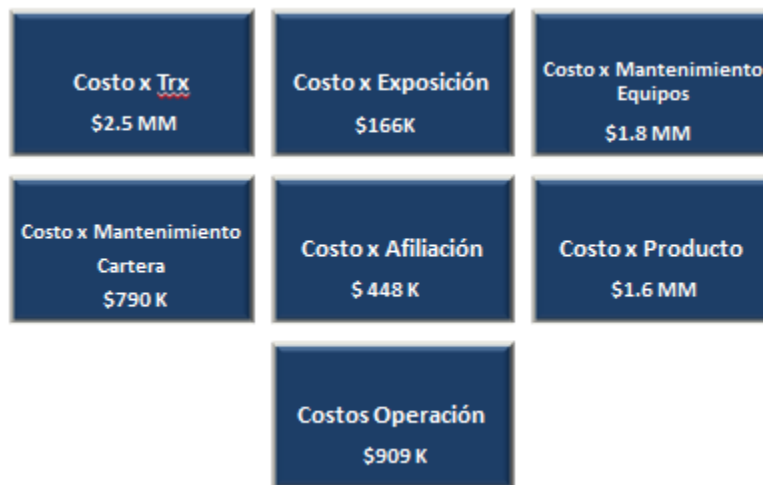 Costo x Trx
$2.5 MM
Costo x Exposición
$166K
Costo x Mantenimiento
Equipos
$1.8 MM
Costo x Mantenimiento
Cartera
$790 K
Costo x Afiliación
$ 448 K
Costo x Producto
$1.6 MM
Costos Operación
$909 K